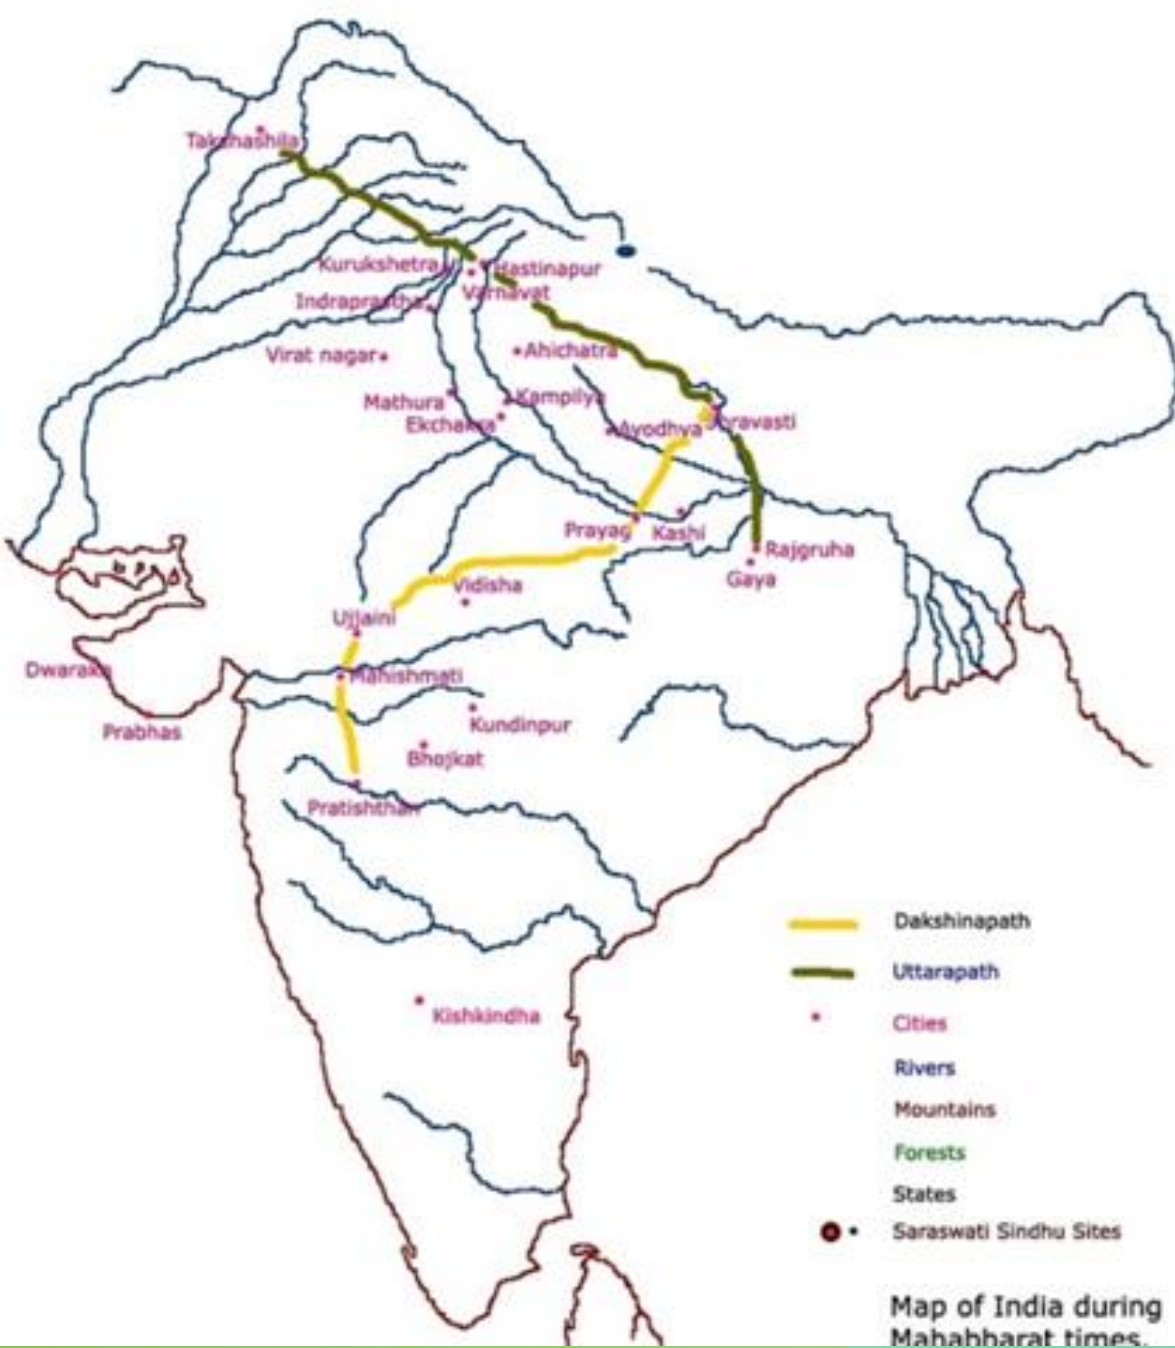 Takshashila
Kurukshetra
Hastinapur
Varnavat
Indraprastha
Virat nagar
Ahichatra
Mathura
Kampilya
Ekchakra
Ayodhya
Shravasti
Prayag
Kashi
Rajgruha
Gaya
Vidisha
Ujjaini
Dwaraka
Mahishmati
Prabhas
Kundinpur
Bhojkat
Pratishthan
Kishkindha
Dakshinapath
Uttarapath
Cities
Rivers
Mountains
Forests
States
Saraswati Sindhu Sites
Map of India during
Mahabharat times.